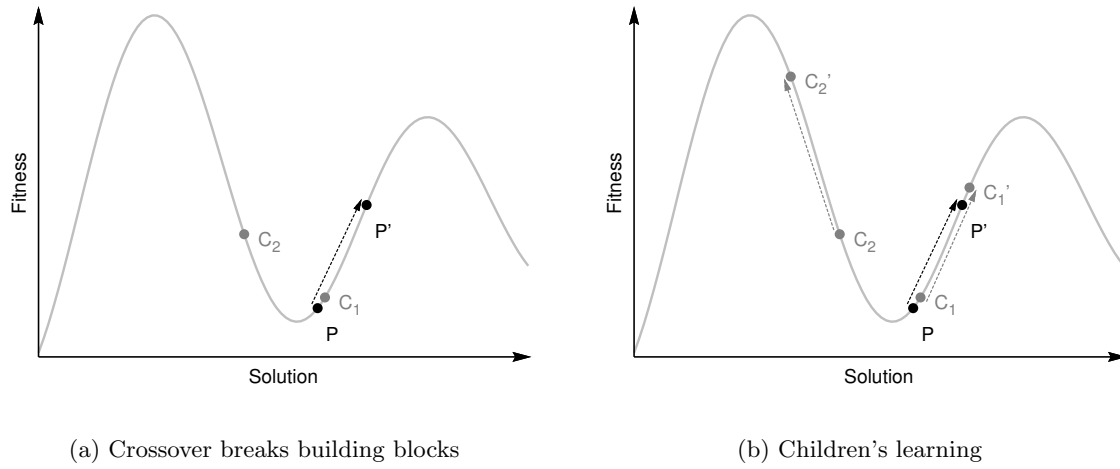 Fitness
C₂
P'
C₁
P
Solution
(a) Crossover breaks building blocks
Fitness
C₂'
C₁'
P'
C₂
C₁
P
Solution
(b) Children's learning